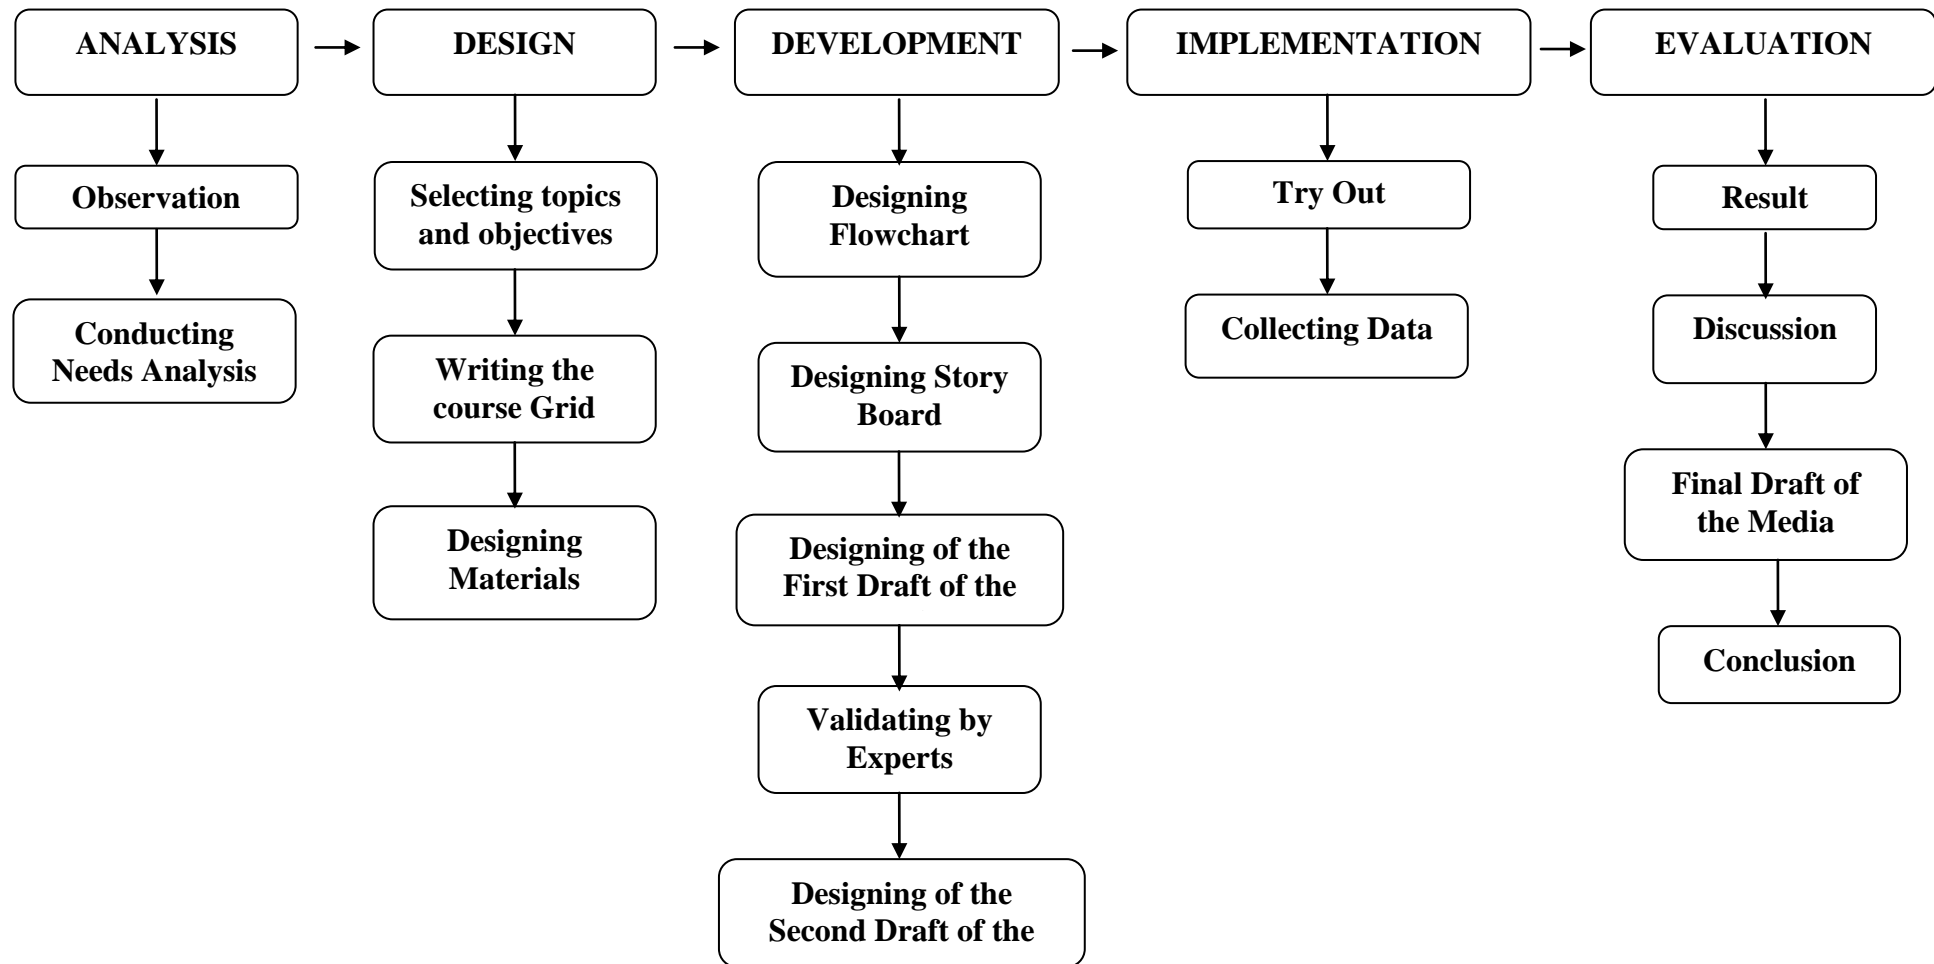 ANALYSIS
DESIGN
DEVELOPMENT
IMPLEMENTATION
EVALUATION
Observation
Conducting
Needs Analysis
Selecting topics
and objectives
Writing the
course Grid
Designing
Materials
Designing
Flowchart
Designing Story
Board
Designing of the
First Draft of the
Validating by
Experts
Designing of the
Second Draft of the
Try Out
Collecting Data
Result
Discussion
Final Draft of
the Media
Conclusion